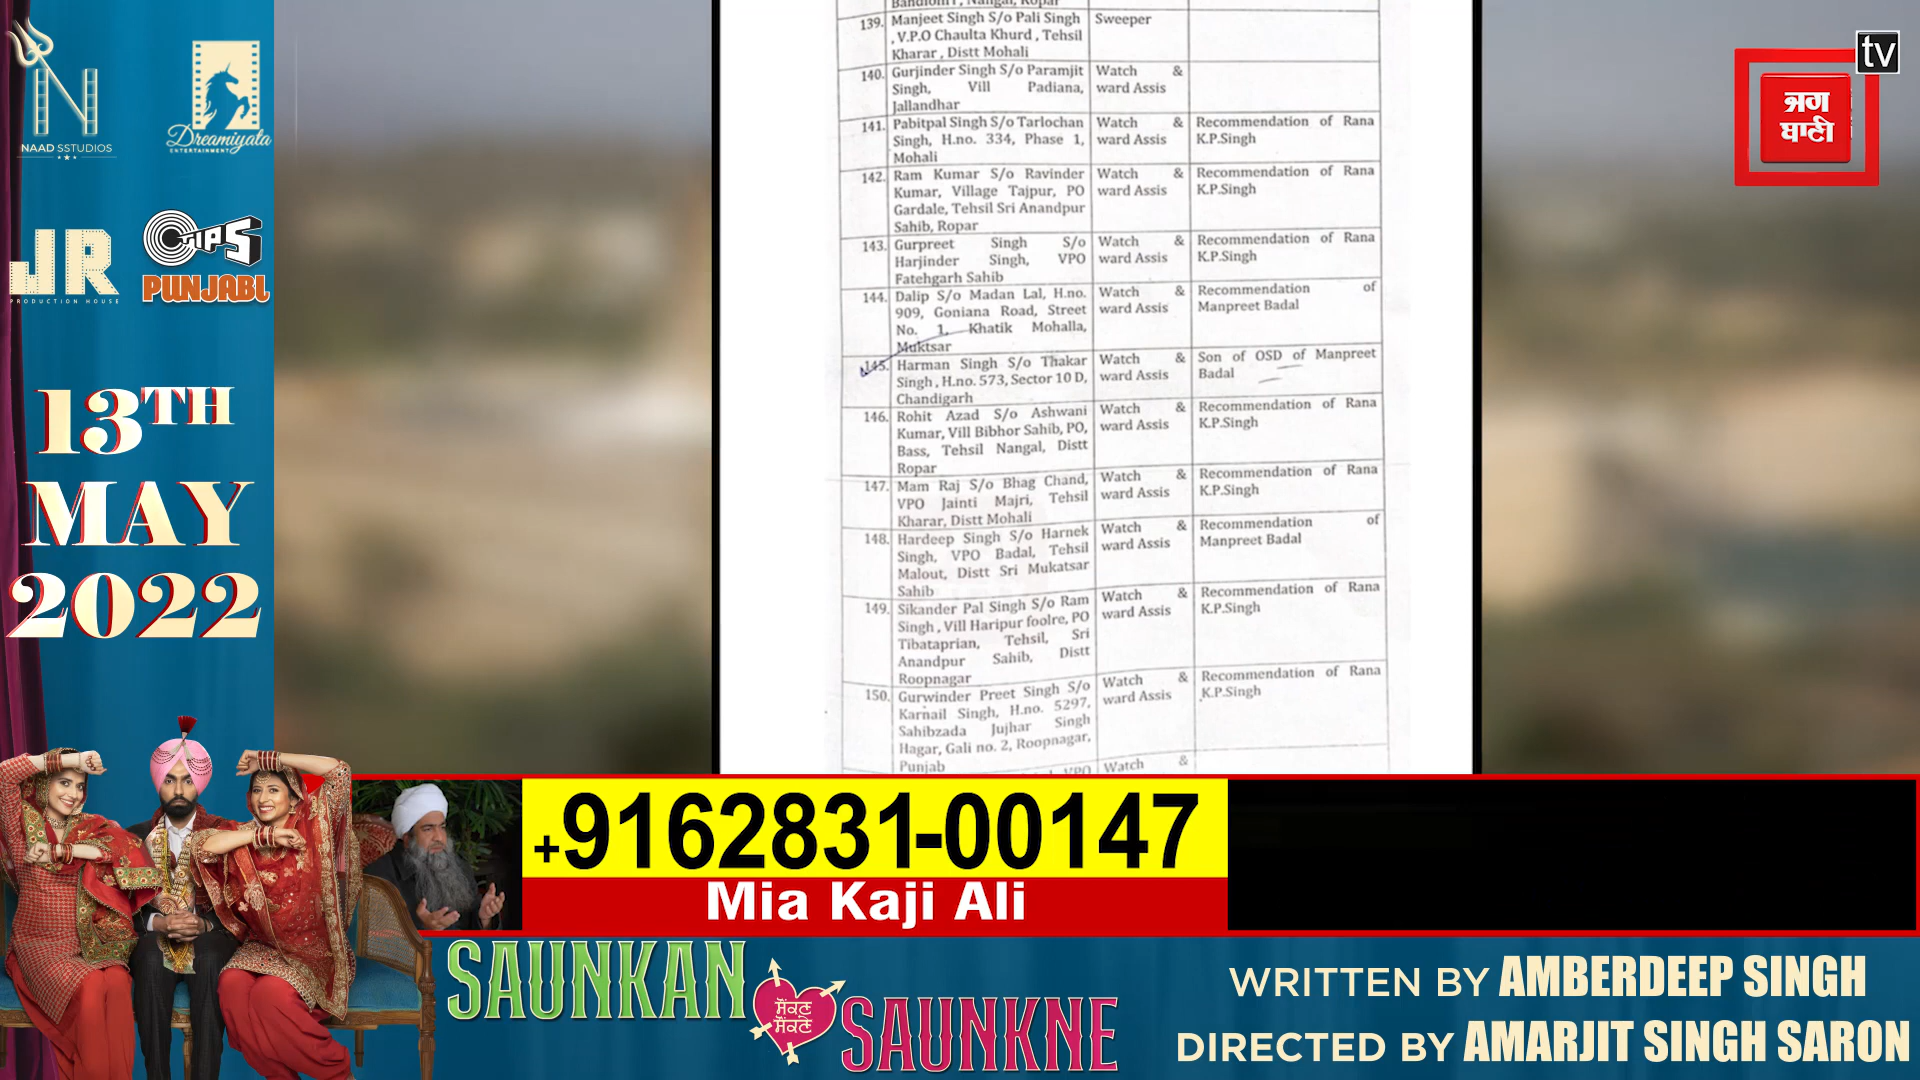 NAAD SSTUDIOS
Dreamiyata
ENTERTAINMENT
JR
PRODUCTION HOUSE
TIPS
PUNJABI
13TH
MAY
2022
139. Manjeet Singh S/o Pali Singh
, V.P.O Chaulta Khurd , Tehsil
Kharar , Distt Mohali
Sweeper
140. Gurjinder Singh S/o Paramjit
Singh, Vill Padiana,
Jallandhar
Watch &
ward Assis
141. Pabitpal Singh S/o Tarlochan
Singh, H.no. 334, Phase 1,
Mohali
Watch &
ward Assis
Recommendation of Rana
K.P.Singh
142. Ram Kumar S/o Ravinder
Kumar, Village Tajpur, PO
Gardale, Tehsil Sri Anandpur
Sahib, Ropar
Watch &
ward Assis
Recommendation of Rana
K.P.Singh
143. Gurpreet Singh S/o
Harjinder Singh, VPO
Fatehgarh Sahib
Watch &
ward Assis
Recommendation of Rana
K.P.Singh
144. Dalip S/o Madan Lal, H.no.
909, Goniana Road, Street
No. 1, Khatik Mohalla,
Muktsar
Watch &
ward Assis
Recommendation of
Manpreet Badal
145. Harman Singh S/o Thakar
Singh , H.no. 573, Sector 10 D,
Chandigarh
Watch &
ward Assis
Son of OSD of Manpreet
Badal
146. Rohit Azad S/o Ashwani
Kumar, Vill Bibhor Sahib, PO,
Bass, Tehsil Nangal, Distt
Ropar
Watch &
ward Assis
Recommendation of Rana
K.P.Singh
147. Mam Raj S/o Bhag Chand,
VPO Jainti Majri, Tehsil
Kharar, Distt Mohali
Watch &
ward Assis
Recommendation of Rana
K.P.Singh
148. Hardeep Singh S/o Harnek
Singh, VPO Badal, Tehsil
Malout, Distt Sri Mukatsar
Sahib
Watch &
ward Assis
Recommendation of
Manpreet Badal
149. Sikander Pal Singh S/o Ram
Singh , Vill Haripur foolre, PO
Tibataprian, Tehsil, Sri
Anandpur Sahib, Distt
Roopnagar
Watch &
ward Assis
Recommendation of Rana
K.P.Singh
150. Gurwinder Preet Singh S/o
Karnail Singh, H.no. 5297,
Sahibzada Jujhar Singh
Hagar, Gali no. 2, Roopnagar,
Punjab
Watch &
ward Assis
Recommendation of Rana
K.P.Singh
VPO
Watch &
tv
ਜਗ
ਬਾਣੀ
+9162831-00147
Mia Kaji Ali
SAUNKAN
ਸੌਂਕਣ
ਸੌਂਕਣੇ
SAUNKNE
WRITTEN BY AMBERDEEP SINGH
DIRECTED BY AMARJIT SINGH SARON